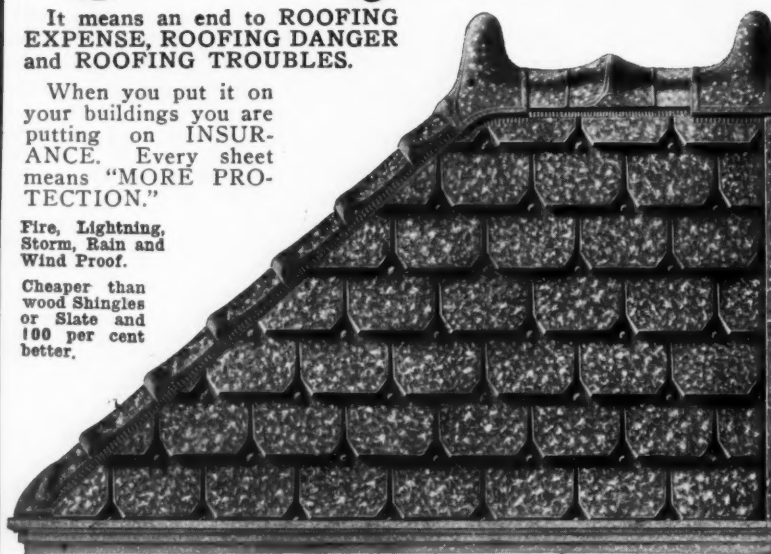 It means an end to ROOFING
EXPENSE, ROOFING DANGER
and ROOFING TROUBLES.
When you put it on
your buildings you are
putting on INSUR-
ANCE. Every sheet
means "MORE PRO-
TECTION."
Fire, Lightning,
Storm, Rain and
Wind Proof.
Cheaper than
wood Shingles
or Slate and
100 per cent
better.